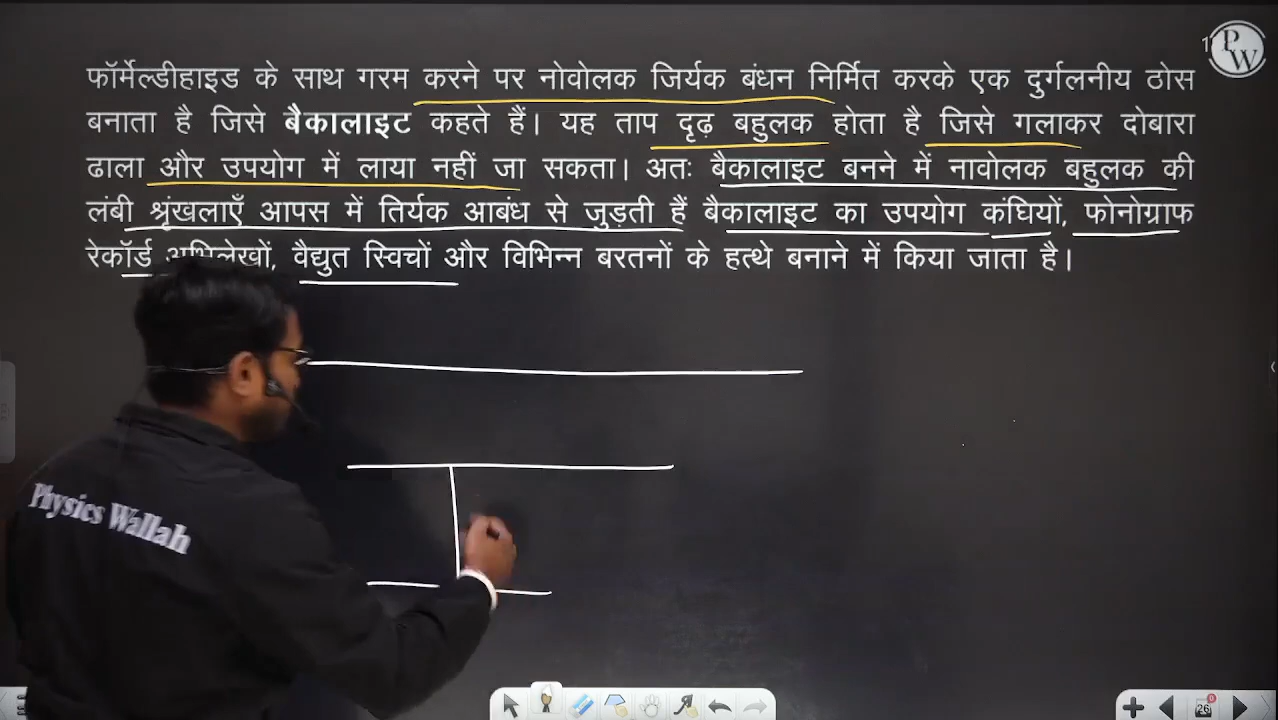 फॉर्मेल्डीहाइड के साथ गरम करने पर नोवोलक जिर्यक बंधन निर्मित करके एक दुर्गलनीय ठोस
बनाता है जिसे बैकालाइट कहते हैं। यह ताप दृढ़ बहुलक होता है जिसे गलाकर दोबारा
ढाला और उपयोग में लाया नहीं जा सकता। अतः बैकालाइट बनने में नावोलक बहुलक की
लंबी श्रृंखलाएँ आपस में तिर्यक आबंध से जुड़ती हैं बैकालाइट का उपयोग कंघियों, फोनोग्राफ
रेकॉर्ड अभिलेखों, वैद्युत स्विचों और विभिन्न बरतनों के हत्थे बनाने में किया जाता है।
PW
Physics Wallah
26